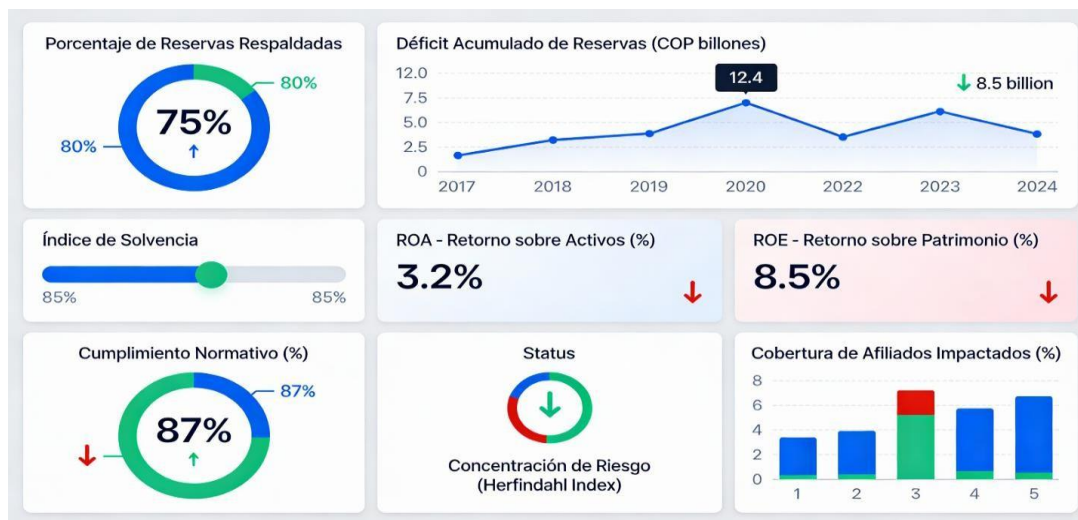 Porcentaje de Reservas Respaldadas
80%
75%
↑
80%
Déficit Acumulado de Reservas (COP billones)
12.0
7.5
5.0
2.5
0
12.4
↓ 8.5 billion
2017 2018 2019 2020 2022 2023 2024
Índice de Solvencia
85% 85%
ROA - Retorno sobre Activos (%)
3.2%
↓
ROE - Retorno sobre Patrimonio (%)
8.5%
↓
Cumplimiento Normativo (%)
87%
87%
↑
↓
Status
↓
Concentración de Riesgo
(Herfindahl Index)
Cobertura de Afiliados Impactados (%)
8
6
4
2
0
1 2 3 4 5